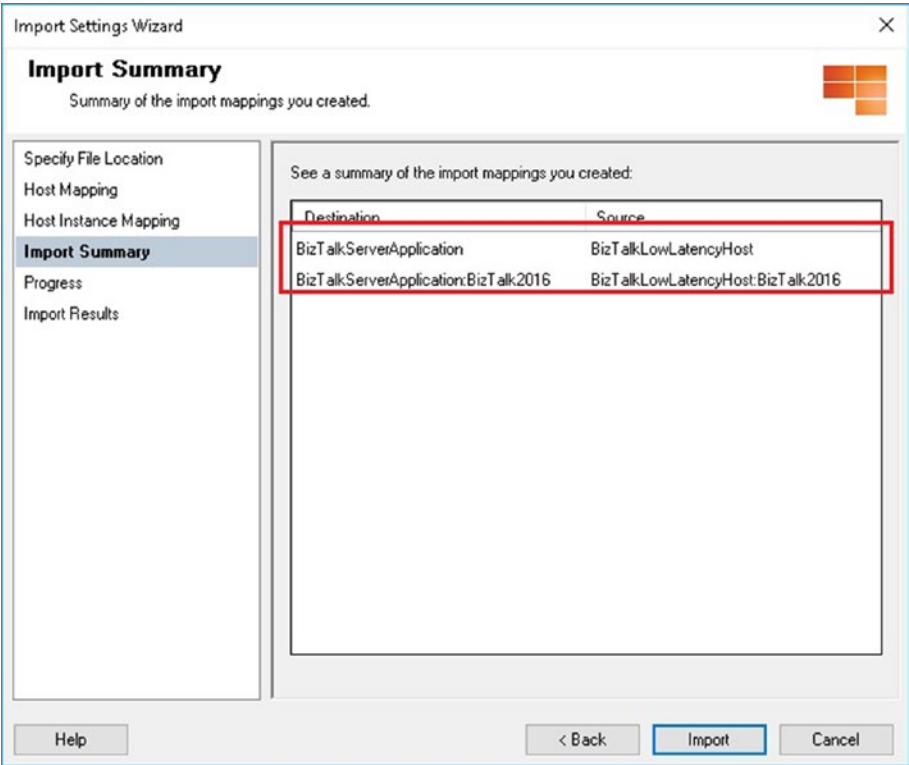 Import Settings Wizard
Import Summary
Summary of the import mappings you created.
Specify File Location
Host Mapping
Host Instance Mapping
Import Summary
Progress
Import Results
See a summary of the import mappings you created:
Destination Source
BizTalkServerApplication BizTalkLowLatencyHost
BizTalkServerApplication:BizTalk2016 BizTalkLowLatencyHost:BizTalk2016
Help < Back Import Cancel